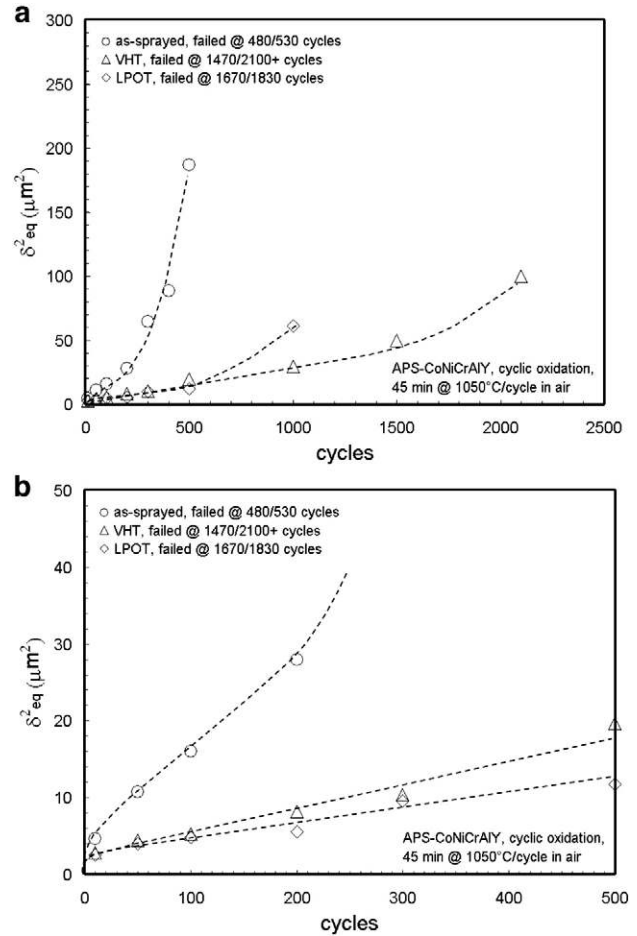 a
300
○ as-sprayed, failed @ 480/530 cycles
△ VHT, failed @ 1470/2100+ cycles
◇ LPOT, failed @ 1670/1830 cycles
250
200
δ²eq (μm²)
150
100
50
APS-CoNiCrAlY, cyclic oxidation,
45 min @ 1050°C/cycle in air
0
0 500 1000 1500 2000 2500
cycles
b
50
○ as-sprayed, failed @ 480/530 cycles
△ VHT, failed @ 1470/2100+ cycles
◇ LPOT, failed @ 1670/1830 cycles
40
30
δ²eq (μm²)
20
10
APS-CoNiCrAlY, cyclic oxidation,
45 min @ 1050°C/cycle in air
0
0 100 200 300 400 500
cycles